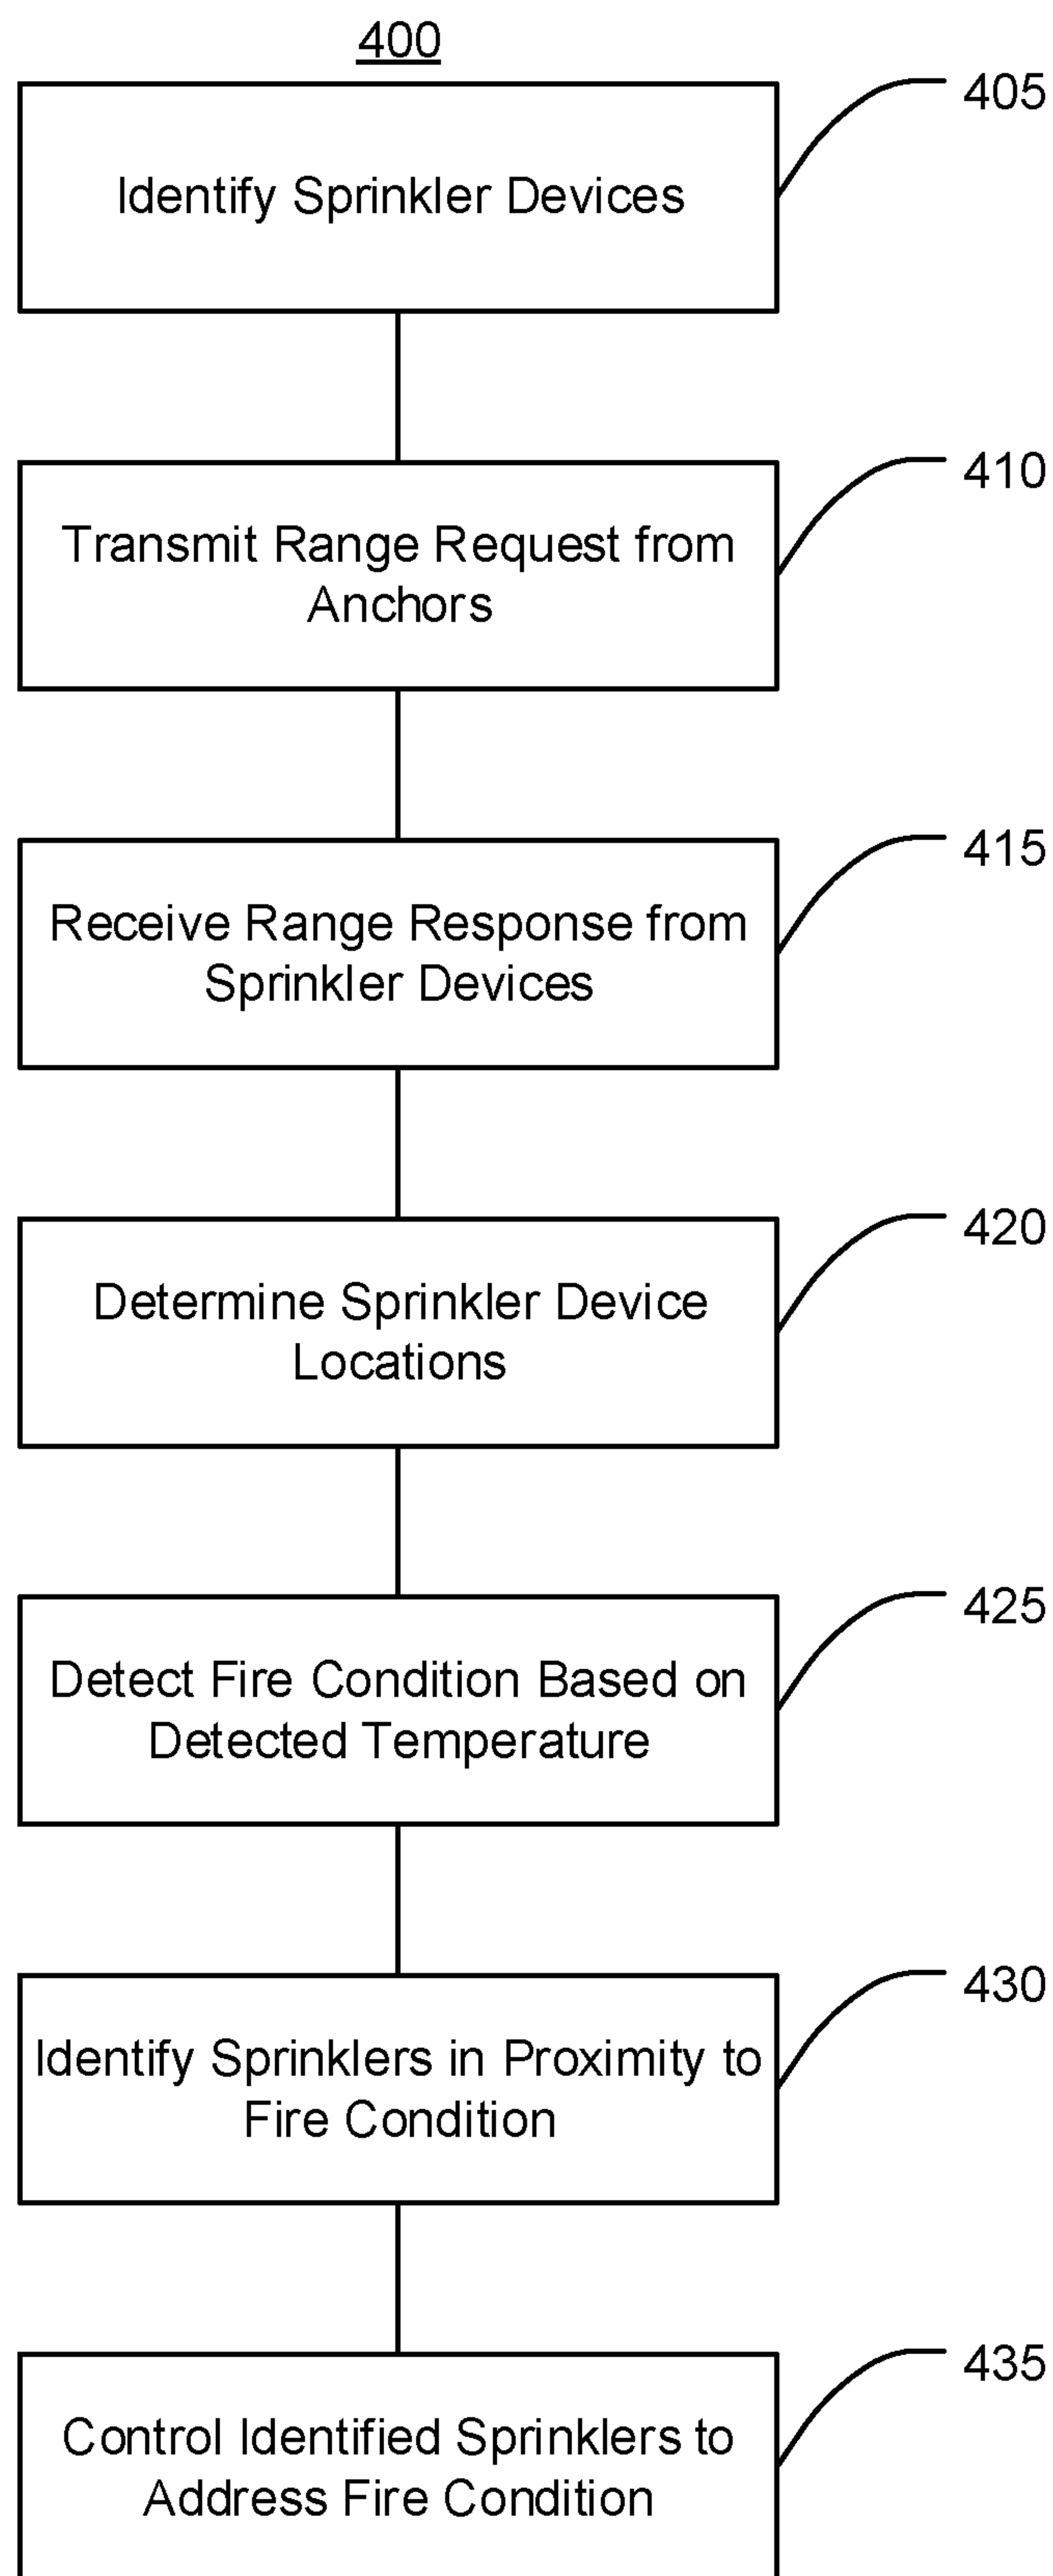 400
405
Identify Sprinkler Devices
410
Transmit Range Request from
Anchors
415
Receive Range Response from
Sprinkler Devices
420
Determine Sprinkler Device
Locations
425
Detect Fire Condition Based on
Detected Temperature
430
Identify Sprinklers in Proximity to
Fire Condition
435
Control Identified Sprinklers to
Address Fire Condition